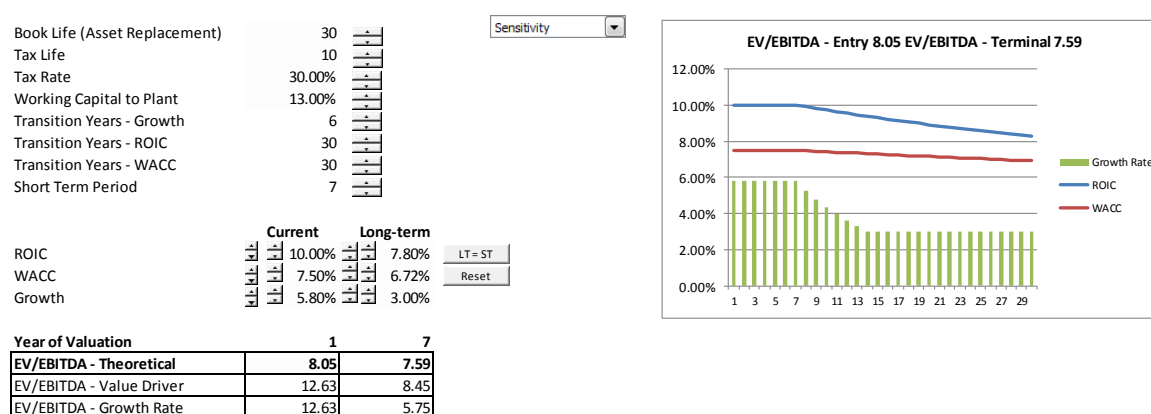 Book Life (Asset Replacement) 30
Tax Life 10
Tax Rate 30.00%
Working Capital to Plant 13.00%
Transition Years - Growth 6
Transition Years - ROIC 30
Transition Years - WACC 30
Short Term Period 7
Sensitivity
Current Long-term
ROIC 10.00% 7.80% LT = ST
WACC 7.50% 6.72% Reset
Growth 5.80% 3.00%
Year of Valuation 1 7
EV/EBITDA - Theoretical 8.05 7.59
EV/EBITDA - Value Driver 12.63 8.45
EV/EBITDA - Growth Rate 12.63 5.75
EV/EBITDA - Entry 8.05 EV/EBITDA - Terminal 7.59
12.00%
10.00%
8.00%
6.00%
4.00%
2.00%
0.00%
1 3 5 7 9 11 13 15 17 19 21 23 25 27 29
Growth Rate
ROIC
WACC